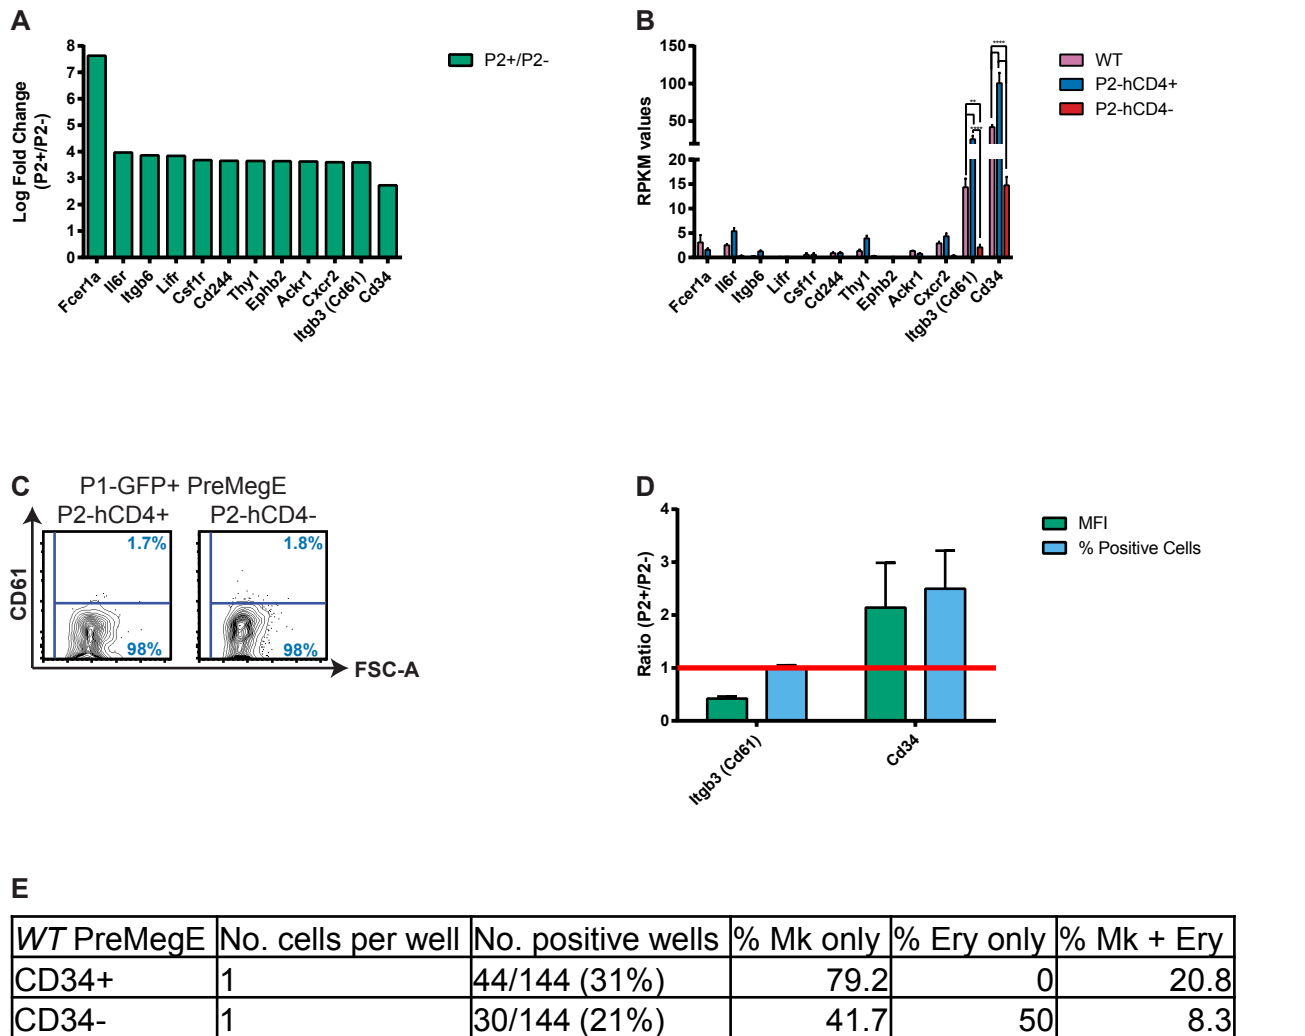 A
Log Fold Change
(P2+/P2-)
8
7
6
5
4
3
2
1
0
Fcer1a
Il6r
Itgb6
Lifr
Csf1r
Cd244
Thy1
Ephb2
Ackr1
Cxcr2
Itgb3 (Cd61)
Cd34
P2+/P2-
B
RPKM values
150
100
50
20
15
10
5
0
**
****
****
Fcer1a
Il6r
Itgb6
Lifr
Csf1r
Cd244
Thy1
Ephb2
Ackr1
Cxcr2
Itgb3 (Cd61)
Cd34
WT
P2-hCD4+
P2-hCD4-
C
P1-GFP+ PreMegE
P2-hCD4+ P2-hCD4-
CD61
1.7%
98%
1.8%
98%
FSC-A
D
Ratio (P2+/P2-)
4
3
2
1
0
Itgb3 (Cd61)
Cd34
MFI
% Positive Cells
E
WT PreMegE No. cells per well No. positive wells % Mk only % Ery only % Mk + Ery
CD34+ 1 44/144 (31%) 79.2 0 20.8
CD34- 1 30/144 (21%) 41.7 50 8.3